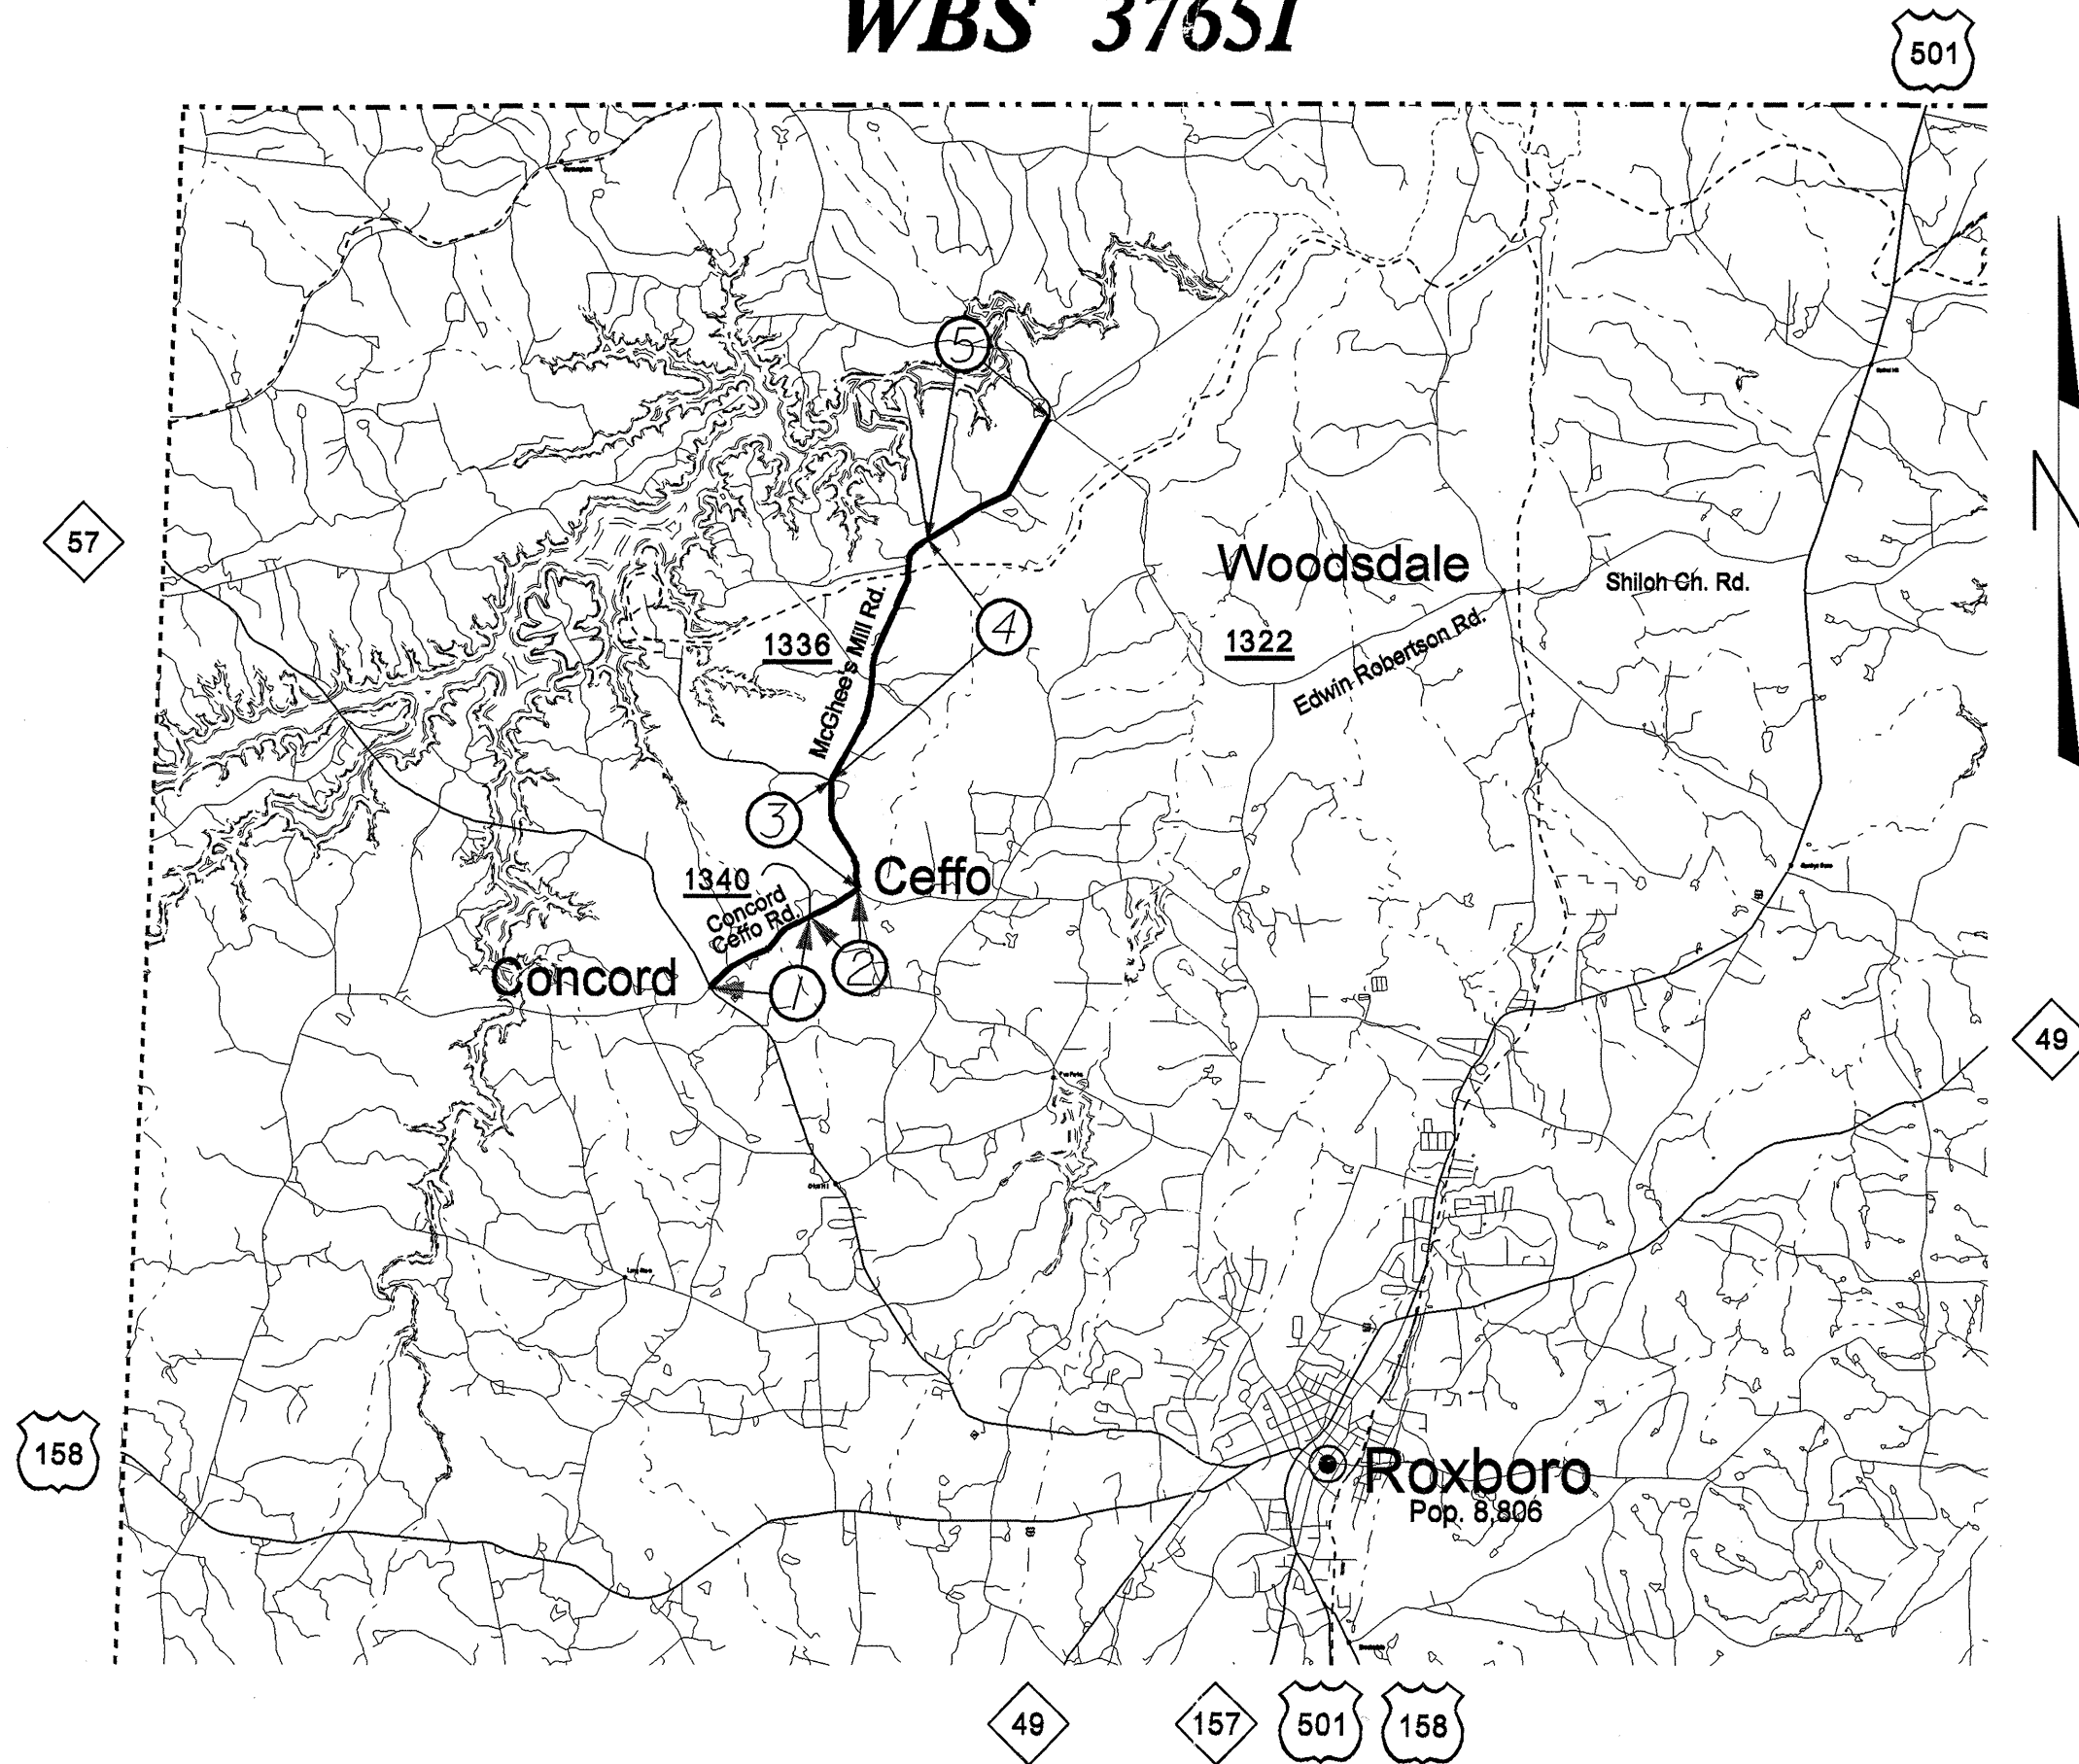 WBS 37651
501
5
57
Woodsdale
Shiloh Ch. Rd.
4
1336
McGhees Mill Rd.
1322
Edwin Robertson Rd.
N
3
Ceffo
1340
Concord
Ceffo Rd.
Concord
1
2
49
158
Roxboro
Pop. 8,806
49
157
501
158